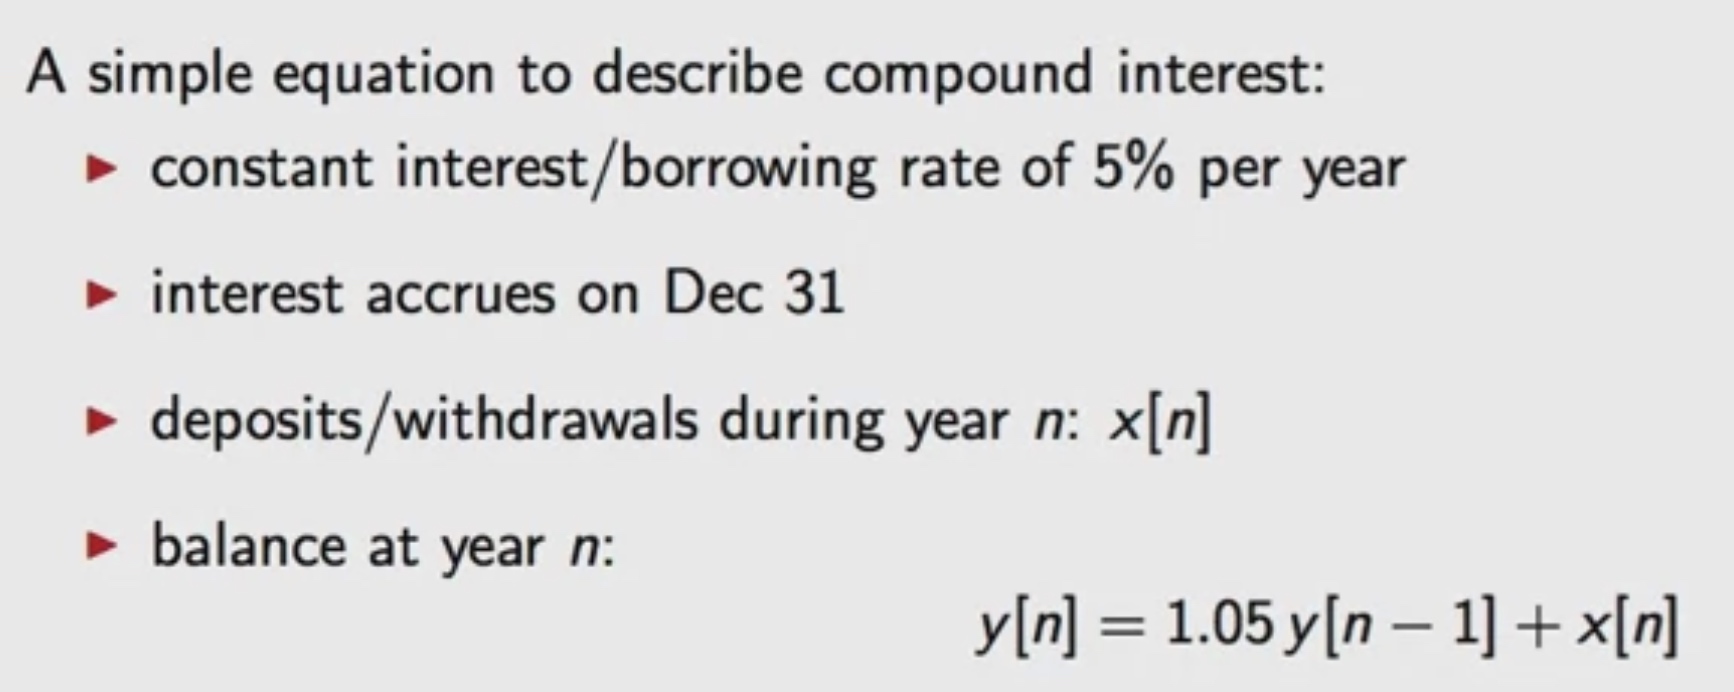 A simple equation to describe compound interest:
► constant interest/borrowing rate of 5% per year
► interest accrues on Dec 31
► deposits/withdrawals during year n: x[n]
► balance at year n:
y[n] = 1.05 y[n − 1] + x[n]